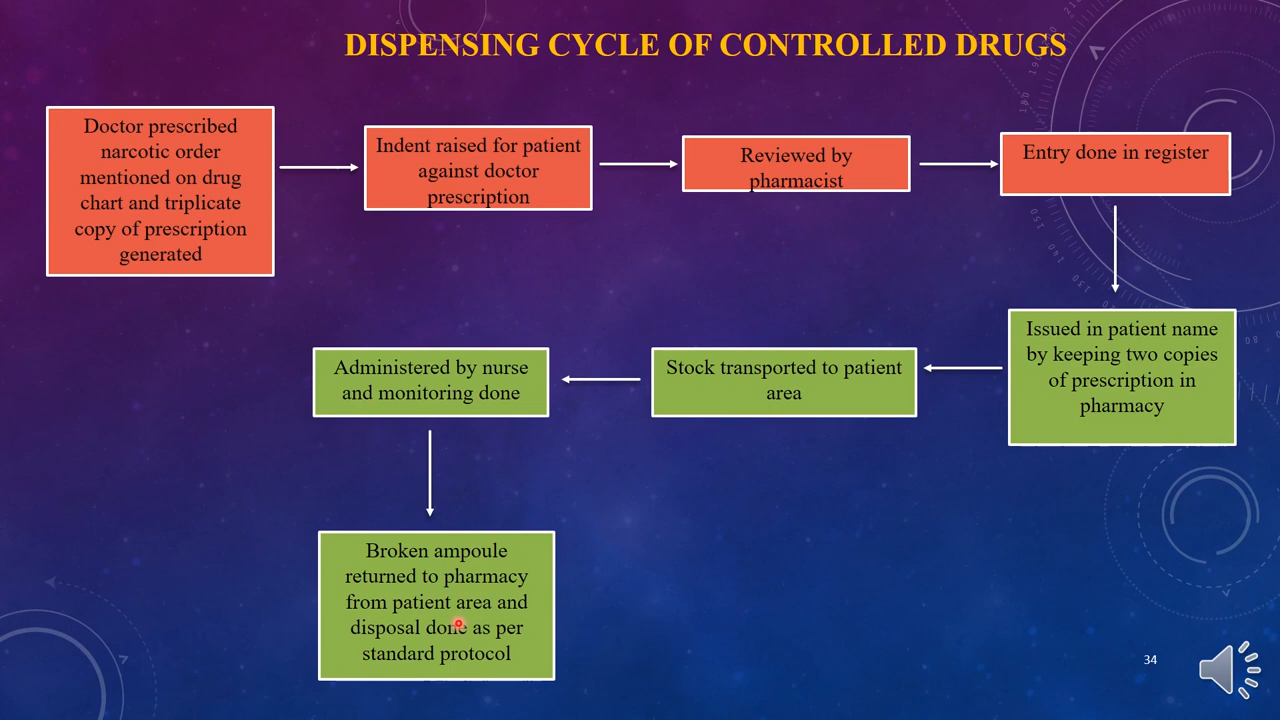 DISPENSING CYCLE OF CONTROLLED DRUGS
Doctor prescribed
narcotic order
mentioned on drug
chart and triplicate
copy of prescription
generated
Indent raised for patient
against doctor
prescription
Reviewed by
pharmacist
Entry done in register
Issued in patient name
by keeping two copies
of prescription in
pharmacy
Stock transported to patient
area
Administered by nurse
and monitoring done
Broken ampoule
returned to pharmacy
from patient area and
disposal done as per
standard protocol
34